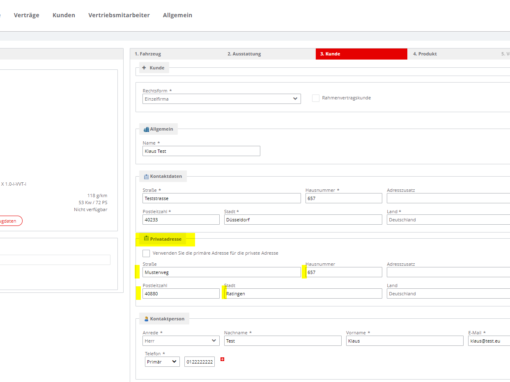 Verträge Kunden Vertriebsmitarbeiter Allgemein
1. Fahrzeug 2. Ausstattung 3. Kunde 4. Produkt
+ Kunde
Rechtsform *
Einzelfirma
Rahmenvertragskunde
Allgemein
Name *
Klaus Test
Kontaktdaten
Straße * Hausnummer * Adresszusatz
Teststrasse 657
Postleitzahl * Stadt * Land *
40235 Düsseldorf Deutschland
Privatadresse
Verwenden Sie die primäre Adresse für die private Adresse
Straße Hausnummer Adresszusatz
Musterweg 657
Postleitzahl Stadt Land
40880 Ratingen Deutschland
Kontaktperson
Anrede * Nachname * Vorname * E-Mail *
Herr Test Klaus klaus@test.eu
Telefon *
Primär 0122222222
118 g/km
53 kw / 72 PS
Nicht verfügbar